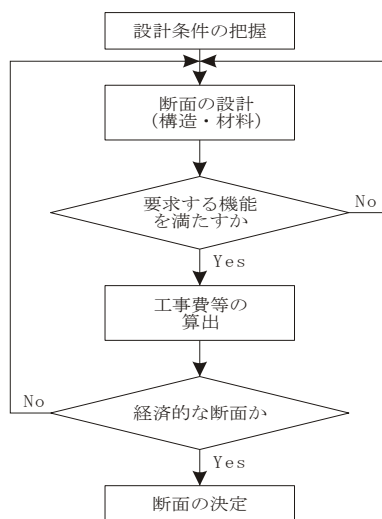 設計条件の把握
断面の設計
（構造・材料）
要求する機能
を満たすか
No
Yes
工事費等の
算出
No
経済的な断面か
Yes
断面の決定